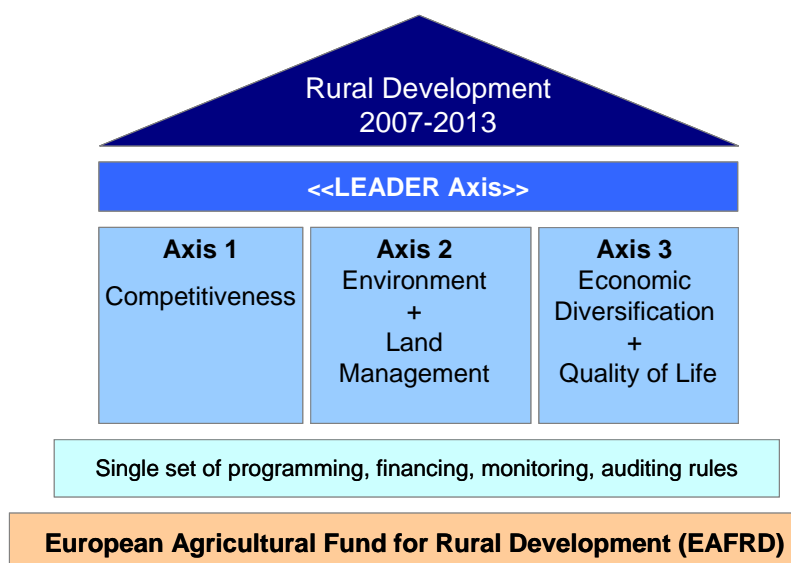 Rural Development
2007-2013
<<LEADER Axis>>
Axis 1
Competitiveness
Axis 2
Environment
+
Land
Management
Axis 3
Economic
Diversification
+
Quality of Life
Single set of programming, financing, monitoring, auditing rules
European Agricultural Fund for Rural Development (EAFRD)